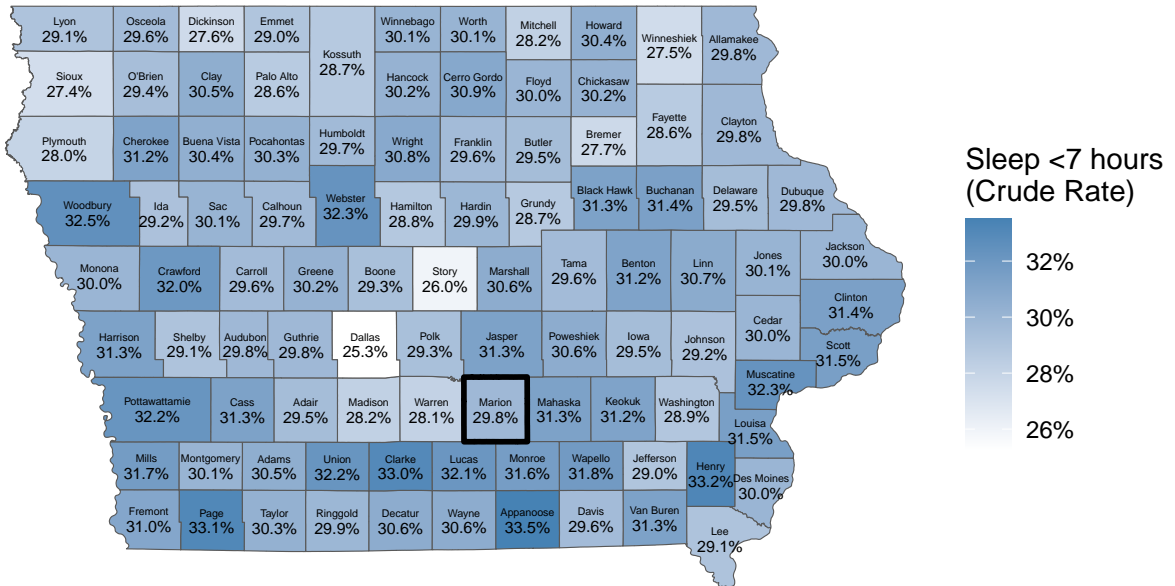 Lyon
29.1%
Osceola
29.6%
Dickinson
27.6%
Emmet
29.0%
Kossuth
28.7%
Winnebago
30.1%
Worth
30.1%
Mitchell
28.2%
Howard
30.4%
Winneshiek
27.5%
Allamakee
29.8%
Sioux
27.4%
O'Brien
29.4%
Clay
30.5%
Palo Alto
28.6%
Hancock
30.2%
Cerro Gordo
30.9%
Floyd
30.0%
Chickasaw
30.2%
Fayette
28.6%
Clayton
29.8%
Plymouth
28.0%
Cherokee
31.2%
Buena Vista
30.4%
Pocahontas
30.3%
Humboldt
29.7%
Wright
30.8%
Franklin
29.6%
Butler
29.5%
Bremer
27.7%
Woodbury
32.5%
Ida
29.2%
Sac
30.1%
Calhoun
29.7%
Webster
32.3%
Hamilton
28.8%
Hardin
29.9%
Grundy
28.7%
Black Hawk
31.3%
Buchanan
31.4%
Delaware
29.5%
Dubuque
29.8%
Monona
30.0%
Crawford
32.0%
Carroll
29.6%
Greene
30.2%
Boone
29.3%
Story
26.0%
Marshall
30.6%
Tama
29.6%
Benton
31.2%
Linn
30.7%
Jones
30.1%
Jackson
30.0%
Clinton
31.4%
Harrison
31.3%
Shelby
29.1%
Audubon
29.8%
Guthrie
29.8%
Dallas
25.3%
Polk
29.3%
Jasper
31.3%
Poweshiek
30.6%
Iowa
29.5%
Johnson
29.2%
Cedar
30.0%
Scott
31.5%
Muscatine
32.3%
Pottawattamie
32.2%
Cass
31.3%
Adair
29.5%
Madison
28.2%
Warren
28.1%
Marion
29.8%
Mahaska
31.3%
Keokuk
31.2%
Washington
28.9%
Louisa
31.5%
Mills
31.7%
Montgomery
30.1%
Adams
30.5%
Union
32.2%
Clarke
33.0%
Lucas
32.1%
Monroe
31.6%
Wapello
31.8%
Jefferson
29.0%
Henry
33.2%
Des Moines
30.0%
Fremont
31.0%
Page
33.1%
Taylor
30.3%
Ringgold
29.9%
Decatur
30.6%
Wayne
30.6%
Appanoose
33.5%
Davis
29.6%
Van Buren
31.3%
Lee
29.1%
Sleep <7 hours
(Crude Rate)
32%
30%
28%
26%